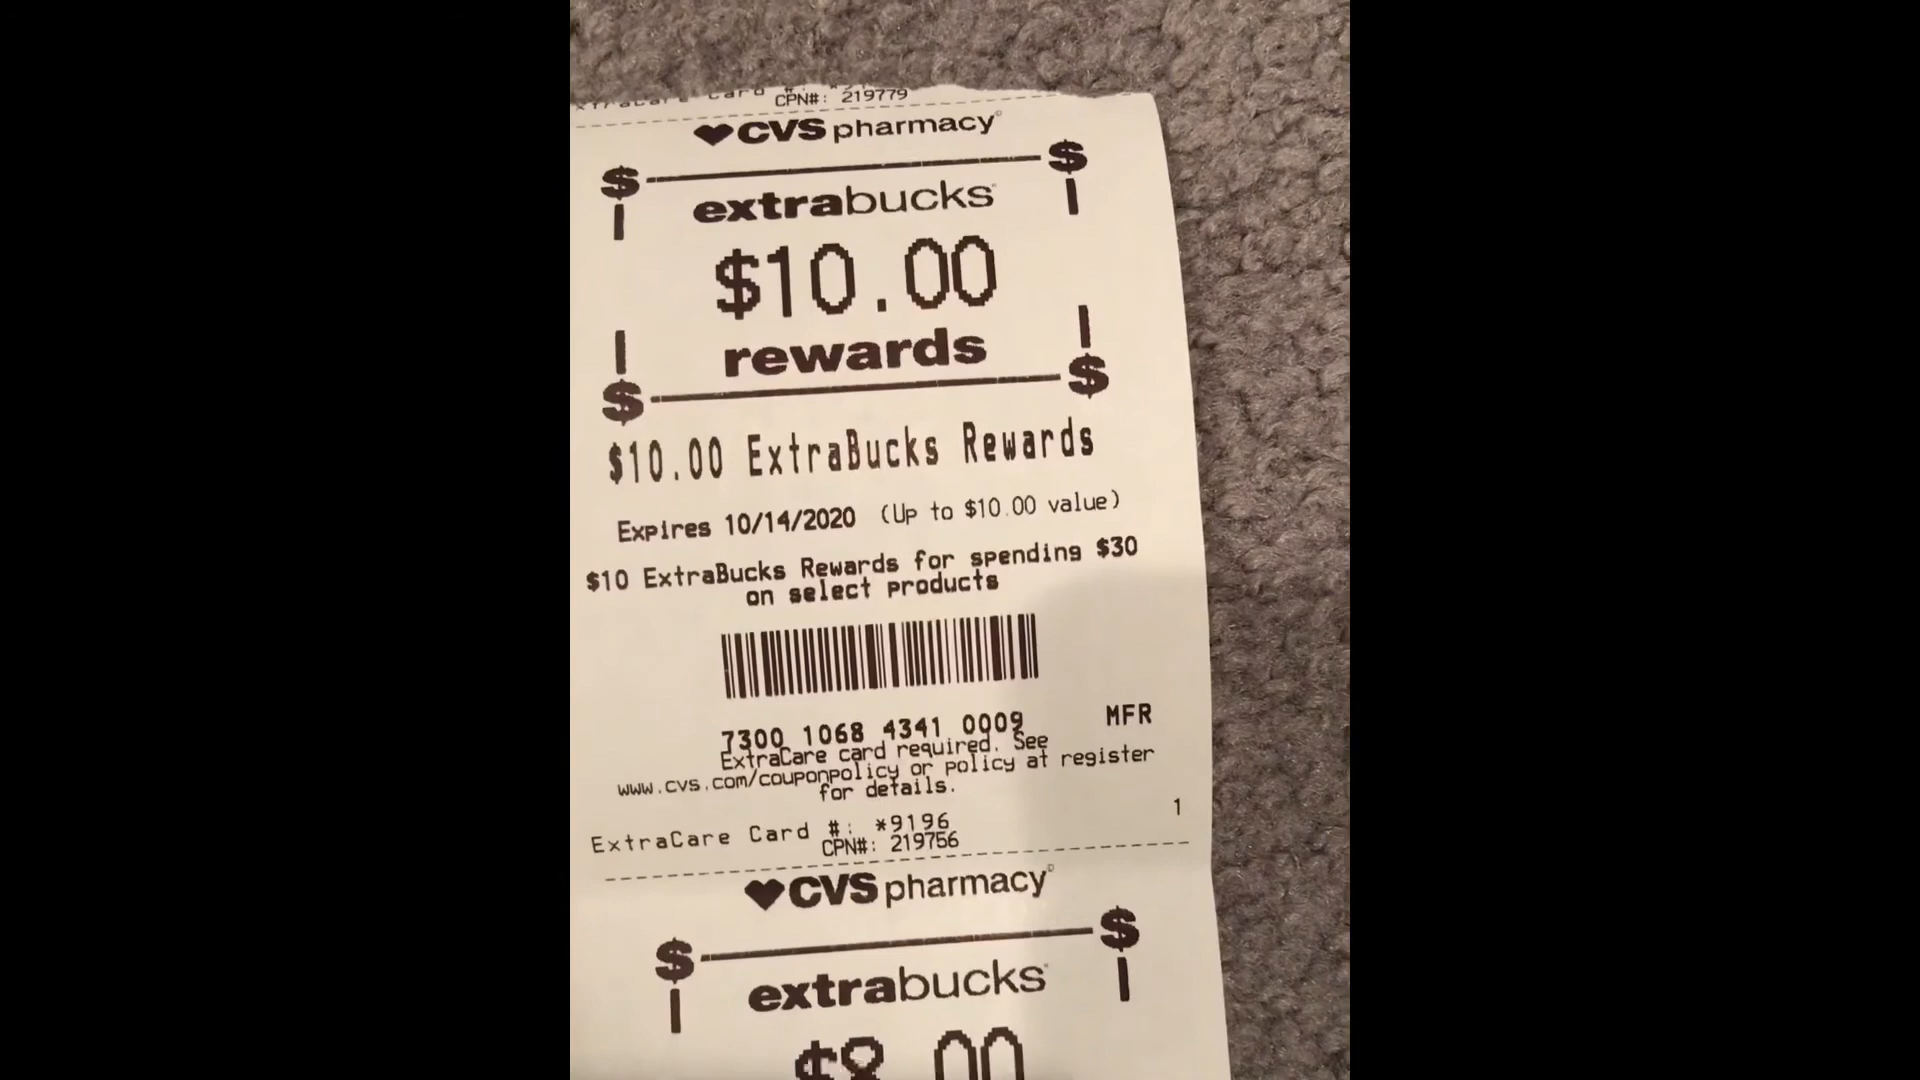 CPN#: 219779
CVS pharmacy
$ $
extrabucks
$10.00
rewards
$ $
$10.00 ExtraBucks Rewards
Expires 10/14/2020 (Up to $10.00 value)
$10 ExtraBucks Rewards for spending $30
on select products
7300 1068 4341 0009 MFR
ExtraCare card required. See
www.cvs.com/couponpolicy or policy at register
for details.
1
ExtraCare Card #: *9196
CPN#: 219756
CVS pharmacy
$ $
extrabucks
$8.00